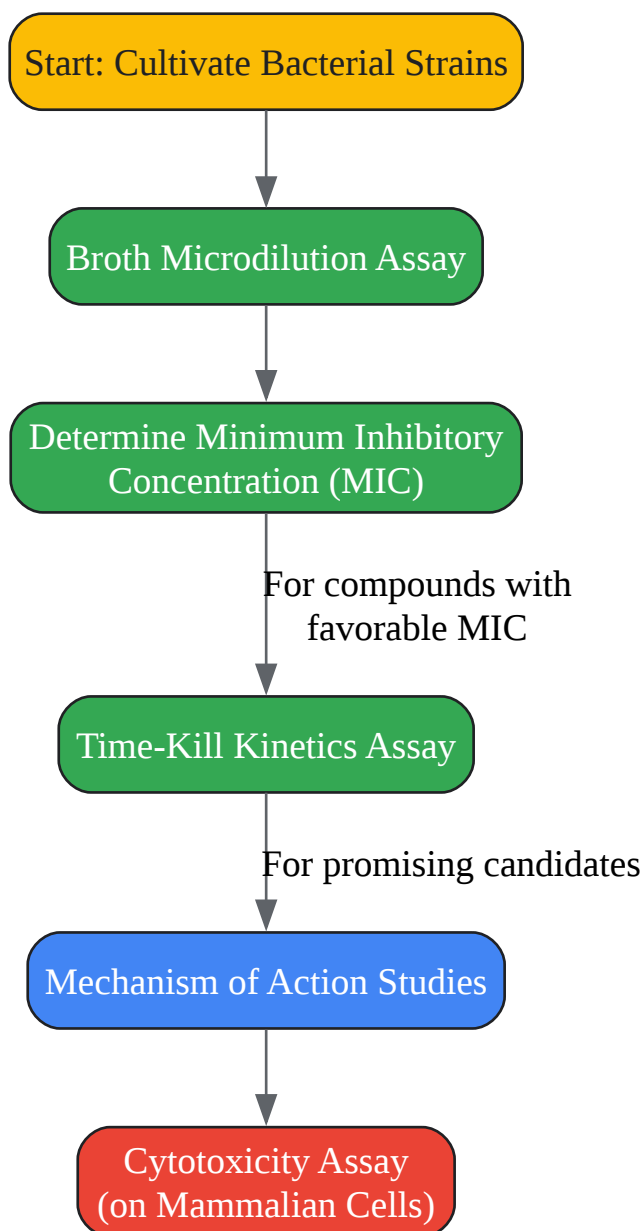 Start: Cultivate Bacterial Strains
Broth Microdilution Assay
Determine Minimum Inhibitory
Concentration (MIC)
For compounds with
favorable MIC
Time-Kill Kinetics Assay
For promising candidates
Mechanism of Action Studies
Cytotoxicity Assay
(on Mammalian Cells)